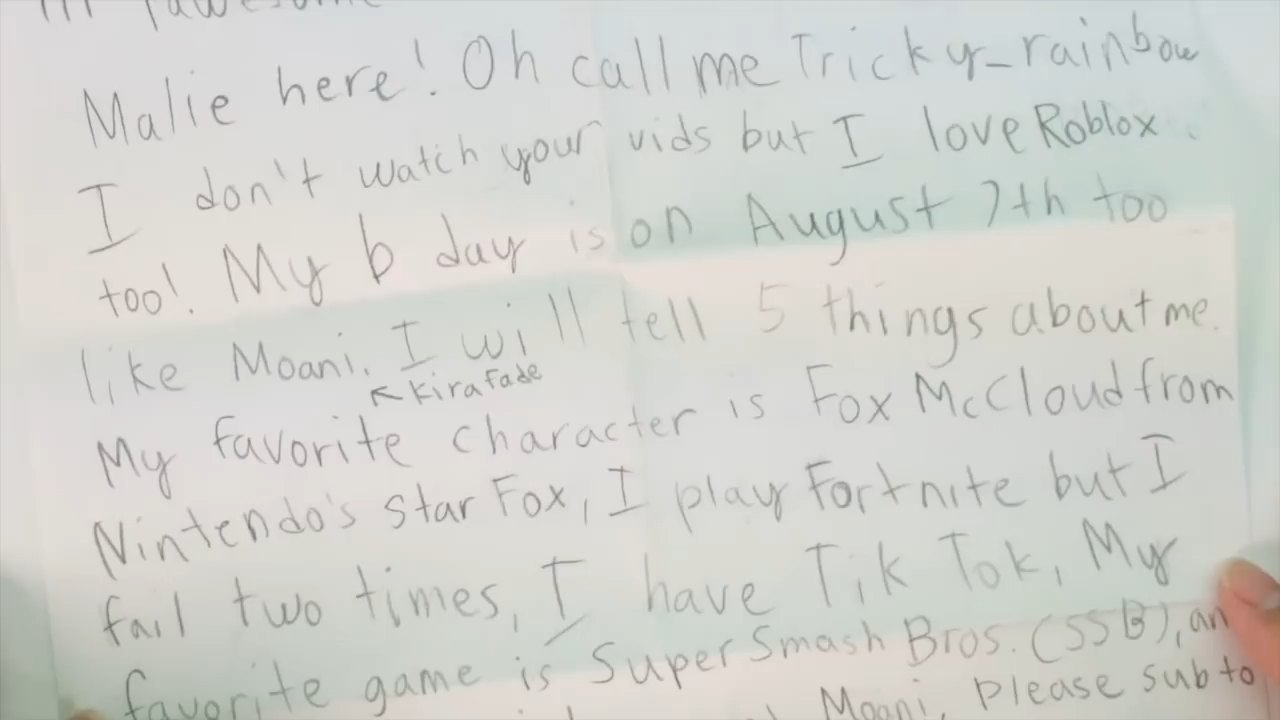 Malie here! Oh call me Tricky_rainbow
I don't watch your vids but I love Roblox
too! My b day is on August 7th too
like Moani. I will tell 5 things about me.
↖Kirafade
My favorite character is Fox McCloud from
Nintendo's Star Fox, I play Fortnite but I
fail two times, I have Tik Tok, My
favorite game is Super Smash Bros. (SSB), an
Moani. Please sub to